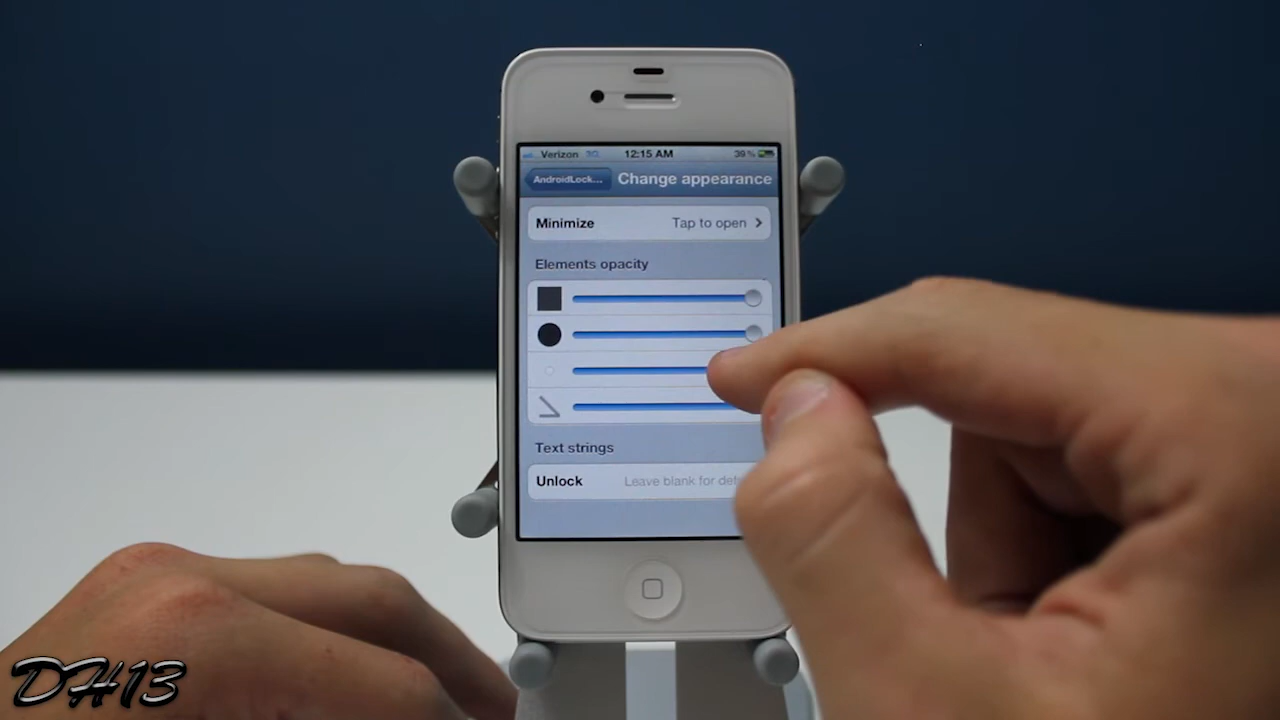 Verizon 3G 12:15 AM 39%
AndroidLock... Change appearance
Minimize Tap to open
Elements opacity
Text strings
Unlock Leave blank for
DH13